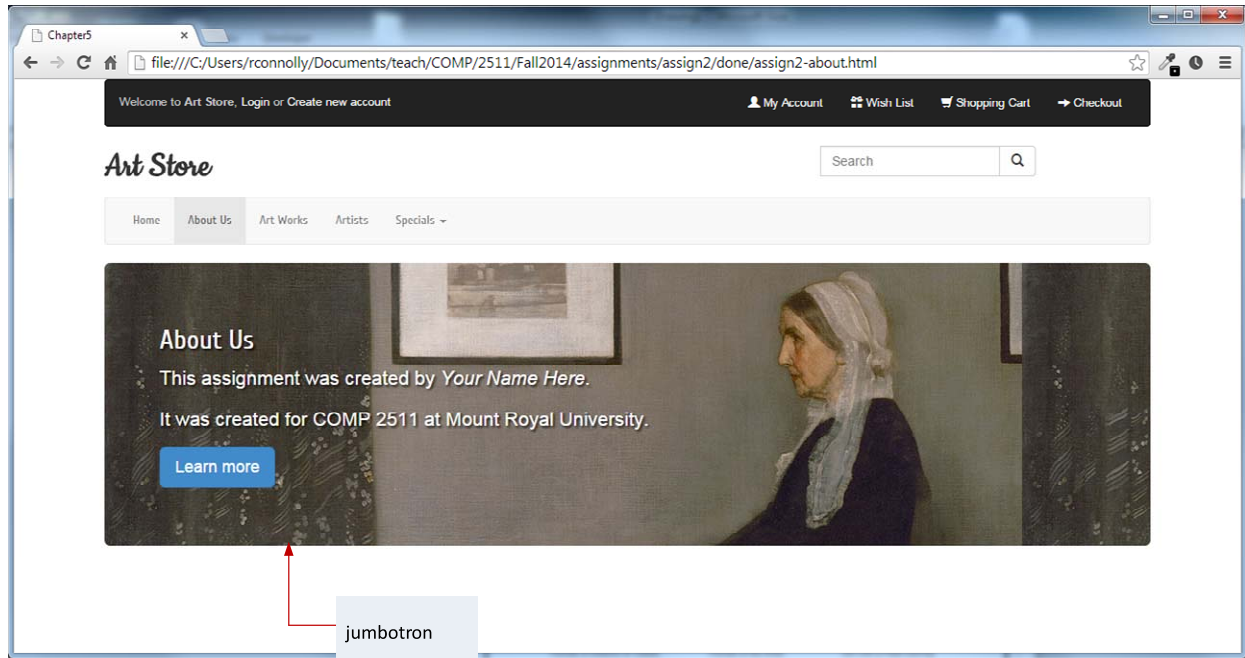 Chapter5
file:///C:/Users/rconnolly/Documents/teach/COMP/2511/Fall2014/assignments/assign2/done/assign2-about.html
Welcome to Art Store, Login or Create new account My Account Wish List Shopping Cart Checkout
Art Store Search
Home About Us Art Works Artists Specials
About Us
This assignment was created by Your Name Here.
It was created for COMP 2511 at Mount Royal University.
Learn more
jumbotron